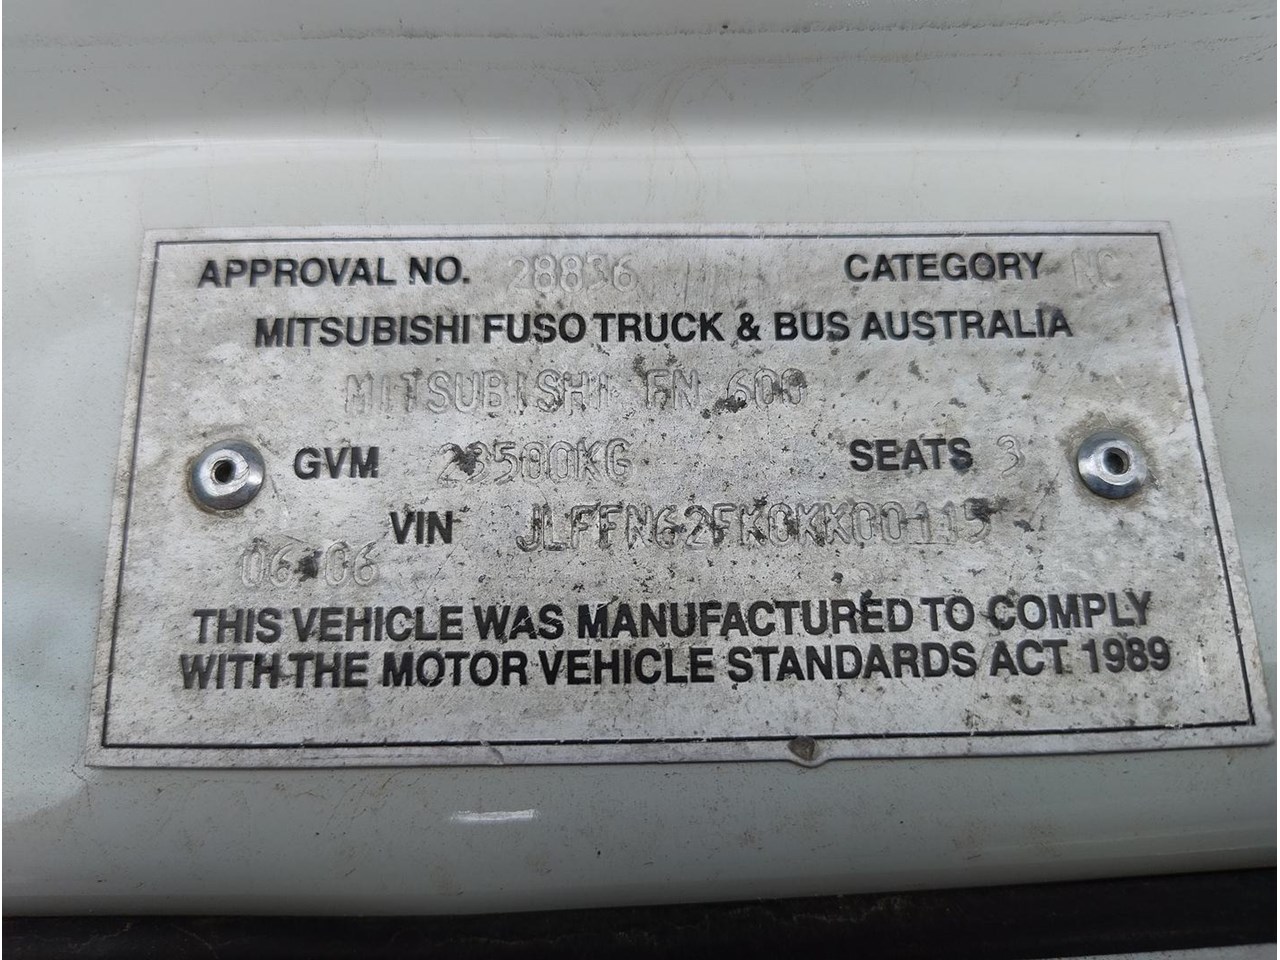 APPROVAL NO. 28836 CATEGORY NC
MITSUBISHI FUSO TRUCK & BUS AUSTRALIA
MITSUBISHI FN 600
GVM 23500KG SEATS 3
VIN JLFFN62FK0KK00115
06 06
THIS VEHICLE WAS MANUFACTURED TO COMPLY
WITH THE MOTOR VEHICLE STANDARDS ACT 1989